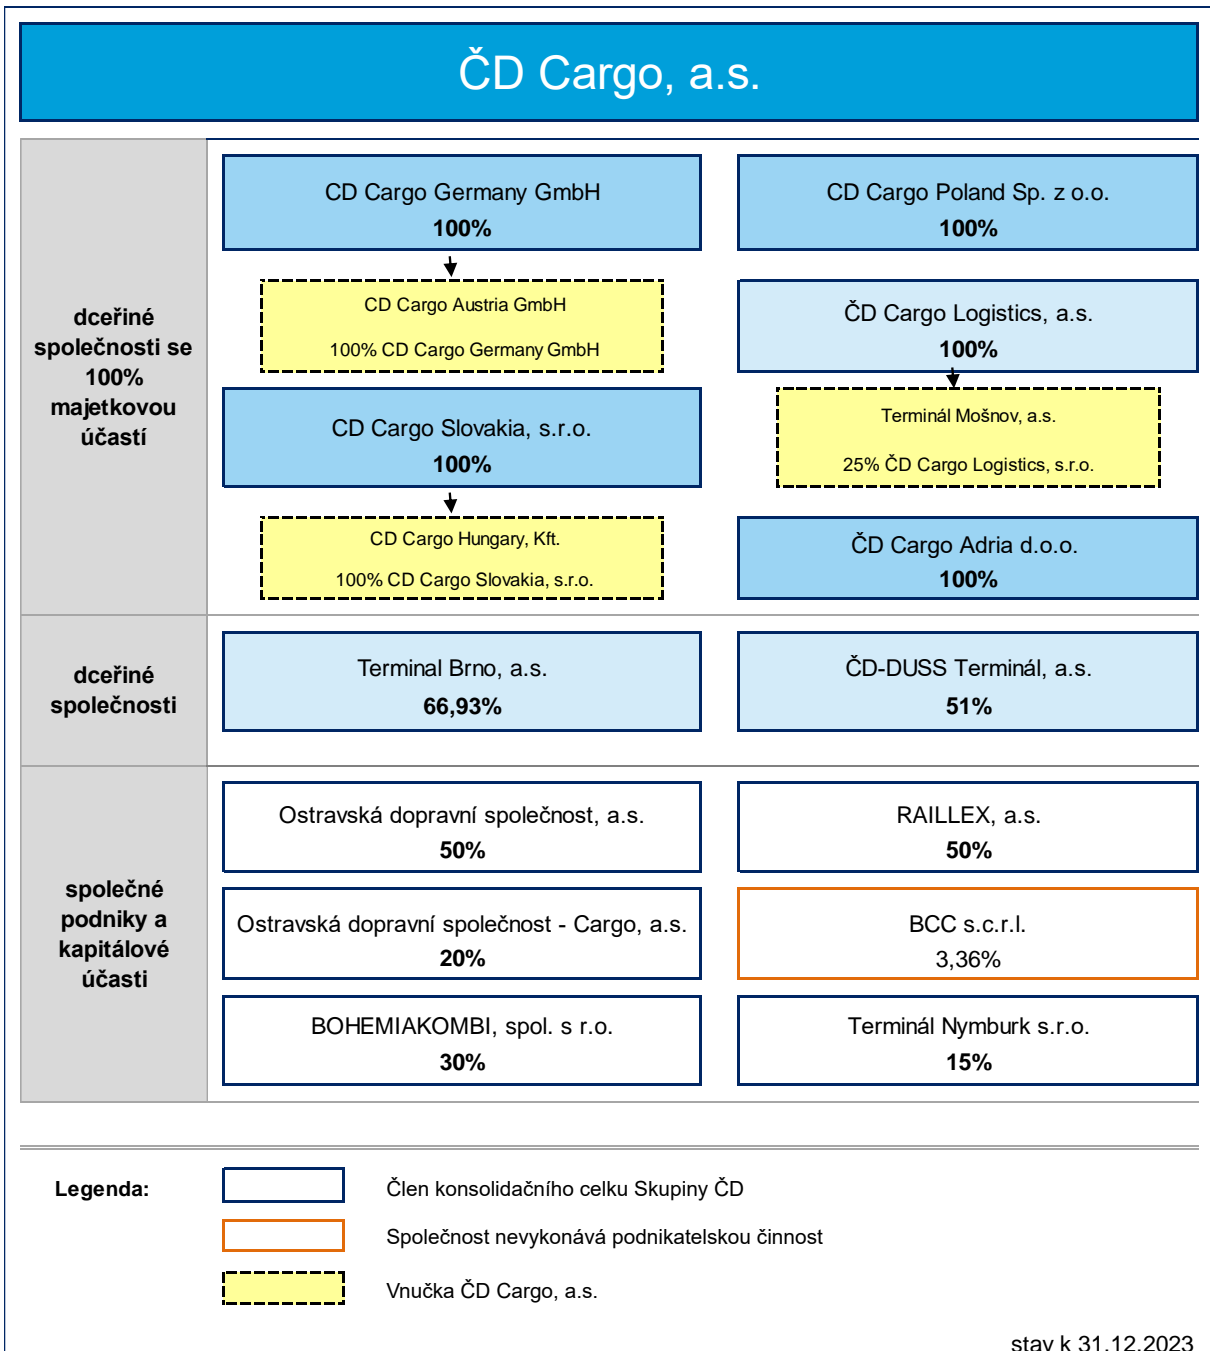 ČD Cargo, a.s.
dceřiné
společnosti se
100%
majetkovou
účastí
CD Cargo Germany GmbH
100%
CD Cargo Austria GmbH
100% CD Cargo Germany GmbH
CD Cargo Slovakia, s.r.o.
100%
CD Cargo Hungary, Kft.
100% CD Cargo Slovakia, s.r.o.
CD Cargo Poland Sp. z o.o.
100%
ČD Cargo Logistics, a.s.
100%
Terminál Mošnov, a.s.
25% ČD Cargo Logistics, s.r.o.
ČD Cargo Adria d.o.o.
100%
dceřiné
společnosti
Terminal Brno, a.s.
66,93%
ČD-DUSS Terminál, a.s.
51%
společné
podniky a
kapitálové
účasti
Ostravská dopravní společnost, a.s.
50%
RAILLEX, a.s.
50%
Ostravská dopravní společnost - Cargo, a.s.
20%
BCC s.c.r.l.
3,36%
BOHEMIAKOMBI, spol. s r.o.
30%
Terminál Nymburk s.r.o.
15%
Legenda:
Člen konsolidačního celku Skupiny ČD
Společnost nevykonává podnikatelskou činnost
Vnučka ČD Cargo, a.s.
stav k 31.12.2023